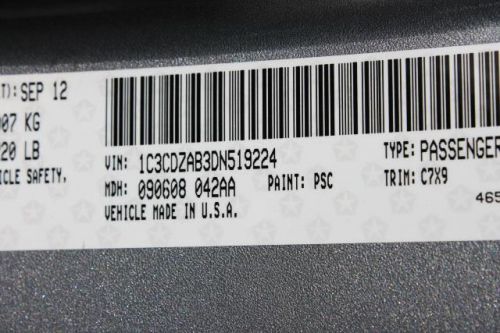 T): SEP 12
007 KG
20 LB
ICLE SAFETY.
VIN: 1C3CDZAB3DN519224 TYPE: PASSENGER
MDH: 090608 042AA PAINT: PSC TRIM: C7X9
VEHICLE MADE IN U.S.A. 465